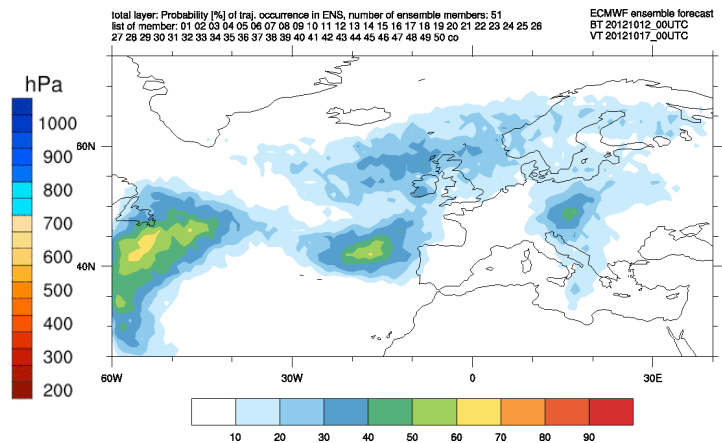 total layer: Probability [%] of traj. occurrence in ENS, number of ensemble members: 51
list of member: 01 02 03 04 05 06 07 08 09 10 11 12 13 14 15 16 17 18 19 20 21 22 23 24 25 26
27 28 29 30 31 32 33 34 35 36 37 38 39 40 41 42 43 44 45 46 47 48 49 50 co
ECMWF ensemble forecast
BT 20121012_00UTC
VT 20121017_00UTC
hPa
1000
900
800
700
600
500
400
300
200
60N
40N
60W
30W
0
30E
10
20
30
40
50
60
70
80
90